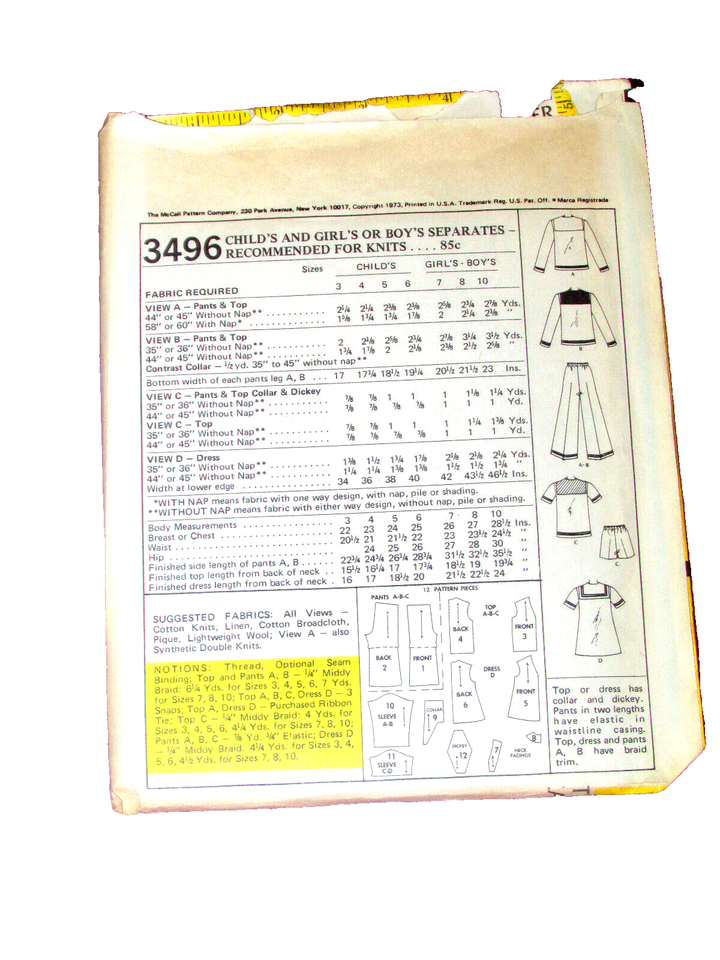 4
ER
5
The McCall Pattern Company, 230 Park Avenue, New York 10017, Copyright 1973, Printed in U.S.A. Trademark Reg. U.S. Pat. Off. * Marca Registrada
3496 CHILD'S AND GIRL'S OR BOY'S SEPARATES –
RECOMMENDED FOR KNITS . . . . 85c
Sizes CHILD'S GIRL'S - BOY'S
FABRIC REQUIRED 3 4 5 6 7 8 10
VIEW A – Pants & Top
44" or 45" Without Nap** 2¼ 2¼ 2⅜ 2⅜ 2⅝ 2¾ 2⅞ Yds.
58" or 60" With Nap* 1⅝ 1¾ 1¾ 1⅞ 2 2¼ 2⅜ "
VIEW B – Pants & Top
35" or 36" Without Nap** 2 2⅛ 2⅝ 2¾ 2⅞ 3¼ 3½ Yds.
44" or 45" Without Nap** 1¾ 1⅞ 2 2⅛ 2⅜ 2½ 2⅝ "
Contrast Collar – ½ yd. 35" to 45" without nap**
Bottom width of each pants leg A, B . . . 17 17¾ 18½ 19¼ 20½ 21½ 23 Ins.
VIEW C – Pants & Top Collar & Dickey
35" or 36" Without Nap** ⅞ ⅞ 1 1 1 1⅛ 1¼ Yds.
44" or 45" Without Nap** ⅞ ⅞ ⅞ ⅞ 1 1 1 Yd.
VIEW C – Top
35" or 36" Without Nap** ⅞ ⅞ 1 1 1 1¼ 1⅜ Yds.
44" or 45" Without Nap** ⅞ ⅞ ⅞ ⅞ 1 1 1 Yd.
VIEW D – Dress
35" or 36" Without Nap** 1⅜ 1½ 1¾ 1⅞ 2⅛ 2⅛ 2¼ Yds.
44" or 45" Without Nap** 1¼ 1¼ 1⅜ 1⅜ 1½ 1½ 1¾ "
Width at lower edge 34 36 38 40 42 43½ 46½ Ins.
*WITH NAP means fabric with one way design, with nap, pile or shading.
**WITHOUT NAP means fabric with either way design, without nap, pile or shading.
Body Measurements 3 4 5 6 7 8 10
Breast or Chest 22 23 24 25 26 27 28½ Ins.
Waist 20½ 21 21½ 22 23 23½ 24½ "
Hip 24 25 26 27 28 30 "
Finished side length of pants A, B 22¾ 24¾ 26¾ 28¾ 31½ 32½ 35½ "
Finished top length from back of neck . . 15½ 16¼ 17 17¾ 18½ 19 19¾ "
Finished dress length from back of neck . 16 17 18½ 20 21½ 22½ 24 "
SUGGESTED FABRICS: All Views –
Cotton Knits, Linen, Cotton Broadcloth,
Pique, Lightweight Wool; View A – also
Synthetic Double Knits.
NOTIONS: Thread, Optional Seam
Binding; Top and Pants A, B – ¼" Middy
Braid: 6¼ Yds. for Sizes 3, 4, 5, 6, 7 Yds.
for Sizes 7, 8, 10; Top A, B, C, Dress D – 3
Snaps; Top A, Dress D – Purchased Ribbon
Tie; Top C – ¼" Middy Braid: 4 Yds. for
Sizes 3, 4, 5, 6, 4¼ Yds. for Sizes 7, 8, 10;
Pants A, B, C – ⅞ Yd. ¾" Elastic; Dress D
– ¼" Middy Braid: 4¼ Yds. for Sizes 3, 4,
5, 6, 4½ Yds. for Sizes 7, 8, 10.
12 PATTERN PIECES
PANTS A-B-C
BACK
2
FRONT
1
TOP
A-B-C
BACK
4
FRONT
3
DRESS
D
BACK
6
FRONT
5
10
SLEEVE
A-B
COLLAR
9
11
SLEEVE
C-D
DICKEY
12
7
8
NECK
FACINGS
A
B
A-B
C
C
D
Top or dress has
collar and dickey.
Pants in two lengths
have elastic in
waistline casing.
Top, dress and pants
A, B have braid
trim.